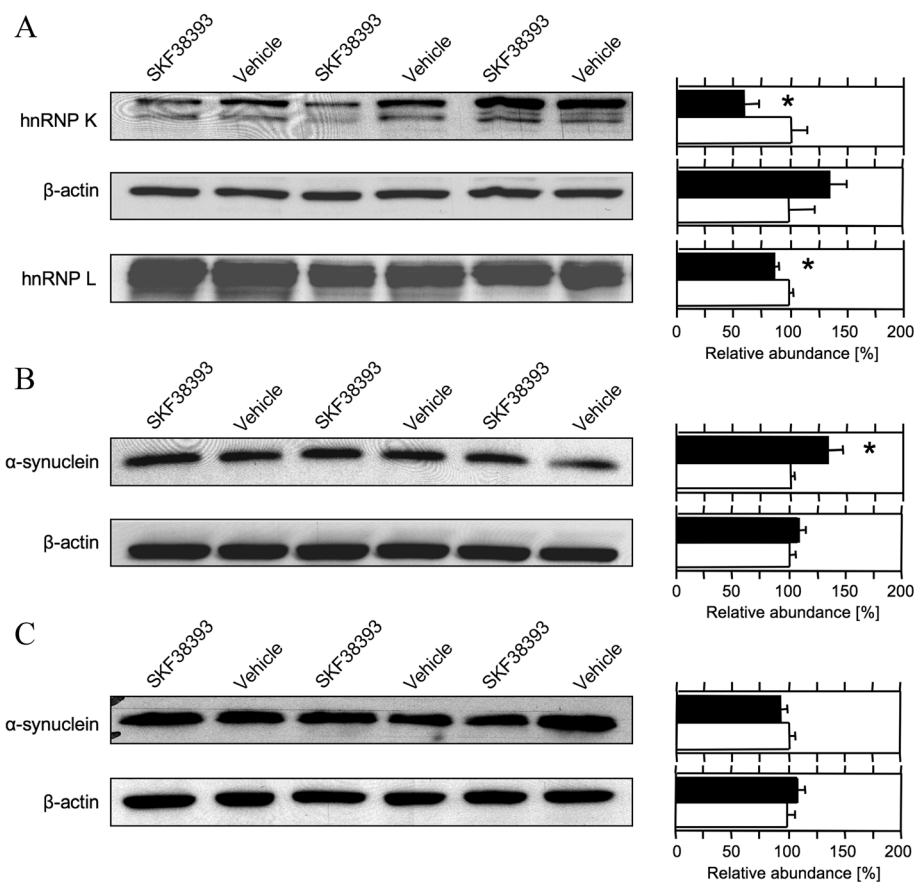 A
SKF38393 Vehicle SKF38393 Vehicle SKF38393 Vehicle
hnRNP K
*
β-actin
hnRNP L
*
0 50 100 150 200
Relative abundance [%]
B
SKF38393 Vehicle SKF38393 Vehicle SKF38393 Vehicle
α-synuclein
*
β-actin
0 50 100 150 200
Relative abundance [%]
C
SKF38393 Vehicle SKF38393 Vehicle SKF38393 Vehicle
α-synuclein
β-actin
0 50 100 150 200
Relative abundance [%]